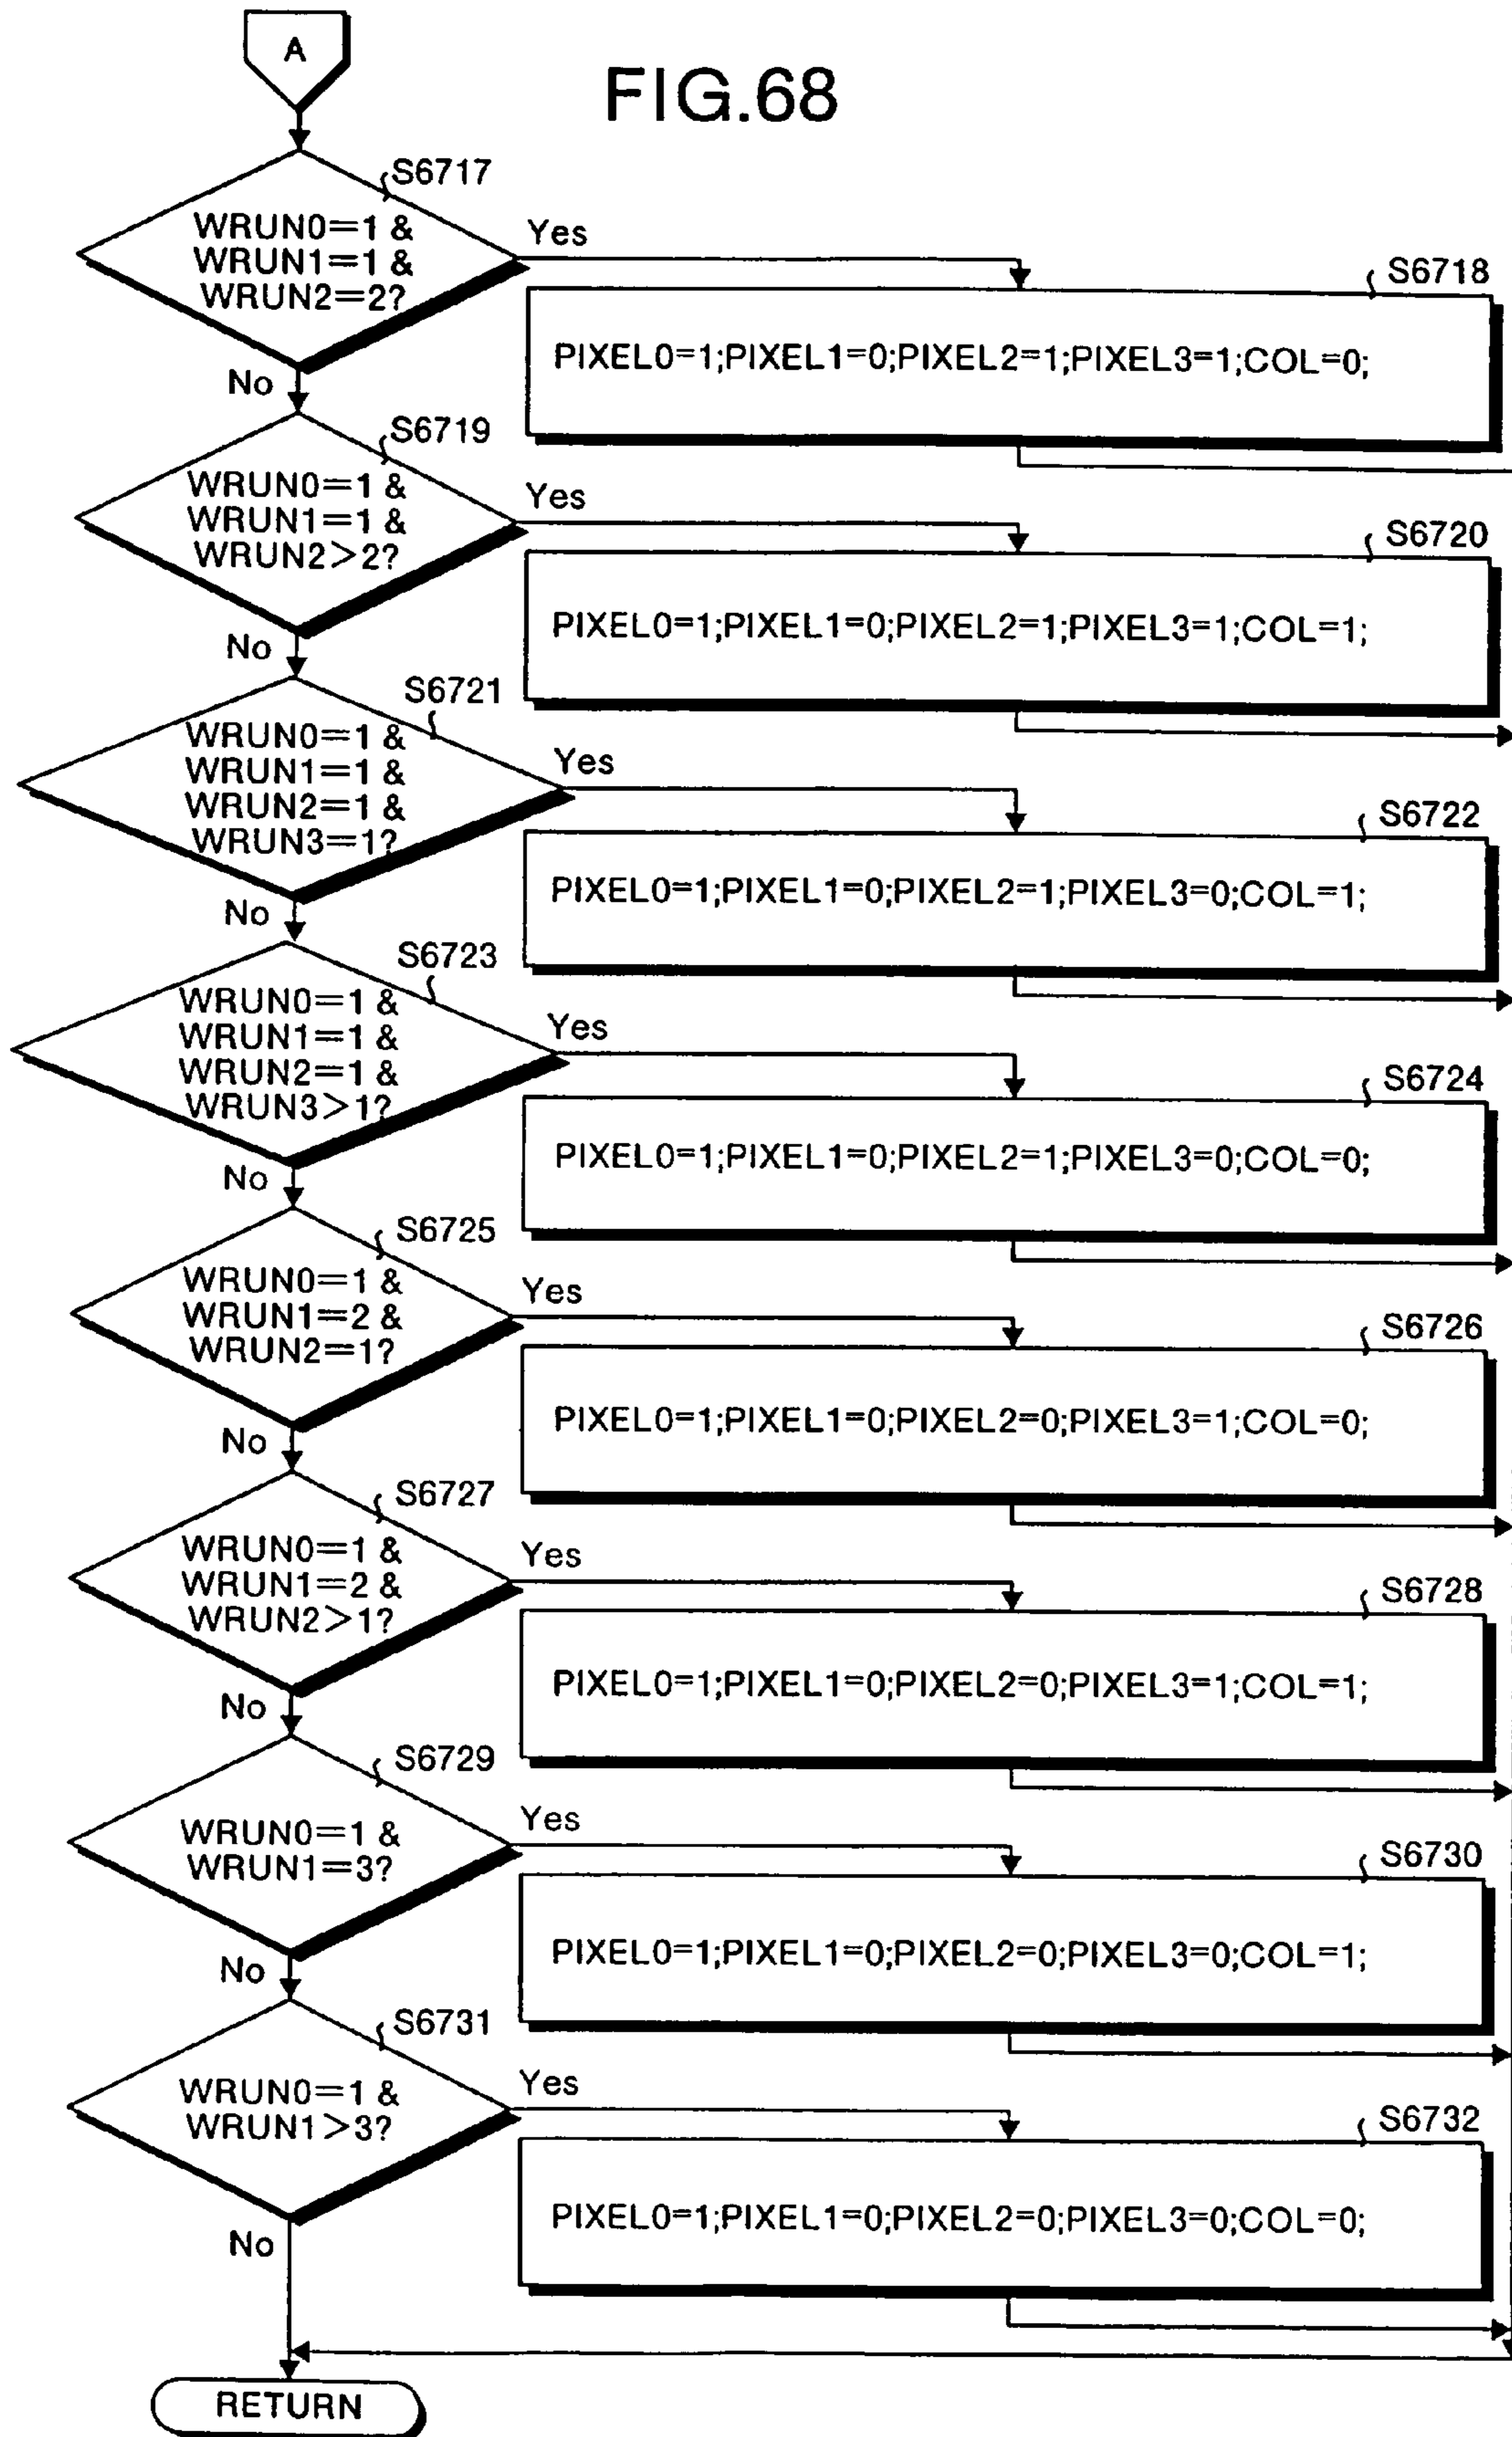 A
FIG.68
S6717
WRUN0=1 &
WRUN1=1 &
WRUN2=2?
Yes
No
S6718
PIXEL0=1;PIXEL1=0;PIXEL2=1;PIXEL3=1;COL=0;
S6719
WRUN0=1 &
WRUN1=1 &
WRUN2>2?
Yes
No
S6720
PIXEL0=1;PIXEL1=0;PIXEL2=1;PIXEL3=1;COL=1;
S6721
WRUN0=1 &
WRUN1=1 &
WRUN2=1 &
WRUN3=1?
Yes
No
S6722
PIXEL0=1;PIXEL1=0;PIXEL2=1;PIXEL3=0;COL=1;
S6723
WRUN0=1 &
WRUN1=1 &
WRUN2=1 &
WRUN3>1?
Yes
No
S6724
PIXEL0=1;PIXEL1=0;PIXEL2=1;PIXEL3=0;COL=0;
S6725
WRUN0=1 &
WRUN1=2 &
WRUN2=1?
Yes
No
S6726
PIXEL0=1;PIXEL1=0;PIXEL2=0;PIXEL3=1;COL=0;
S6727
WRUN0=1 &
WRUN1=2 &
WRUN2>1?
Yes
No
S6728
PIXEL0=1;PIXEL1=0;PIXEL2=0;PIXEL3=1;COL=1;
S6729
WRUN0=1 &
WRUN1=3?
Yes
No
S6730
PIXEL0=1;PIXEL1=0;PIXEL2=0;PIXEL3=0;COL=1;
S6731
WRUN0=1 &
WRUN1>3?
Yes
No
S6732
PIXEL0=1;PIXEL1=0;PIXEL2=0;PIXEL3=0;COL=0;
RETURN